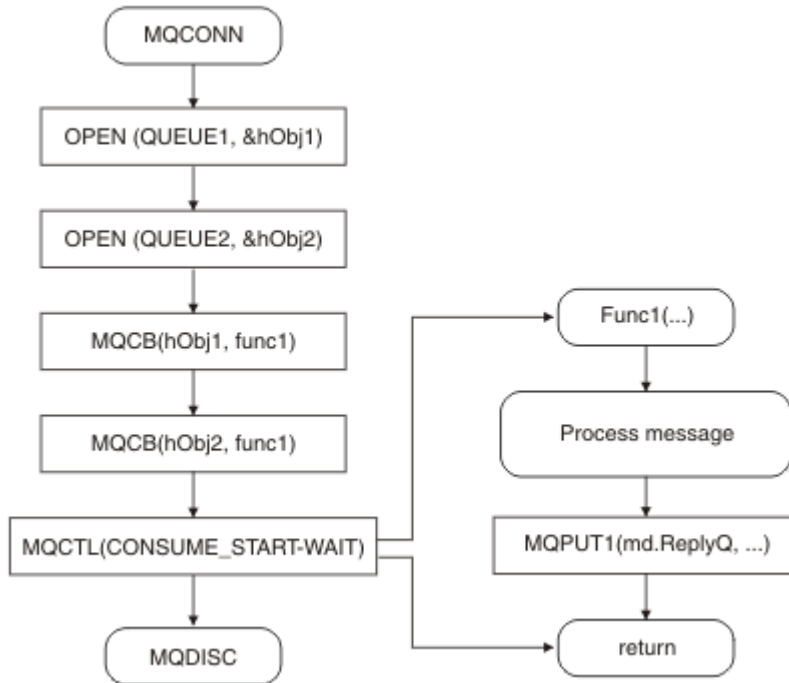 MQCONN
OPEN (QUEUE1, &hObj1)
OPEN (QUEUE2, &hObj2)
MQCB(hObj1, func1)
MQCB(hObj2, func1)
MQCTL(CONSUME_START-WAIT)
MQDISC
Func1(...)
Process message
MQPUT1(md.ReplyQ, ...)
return